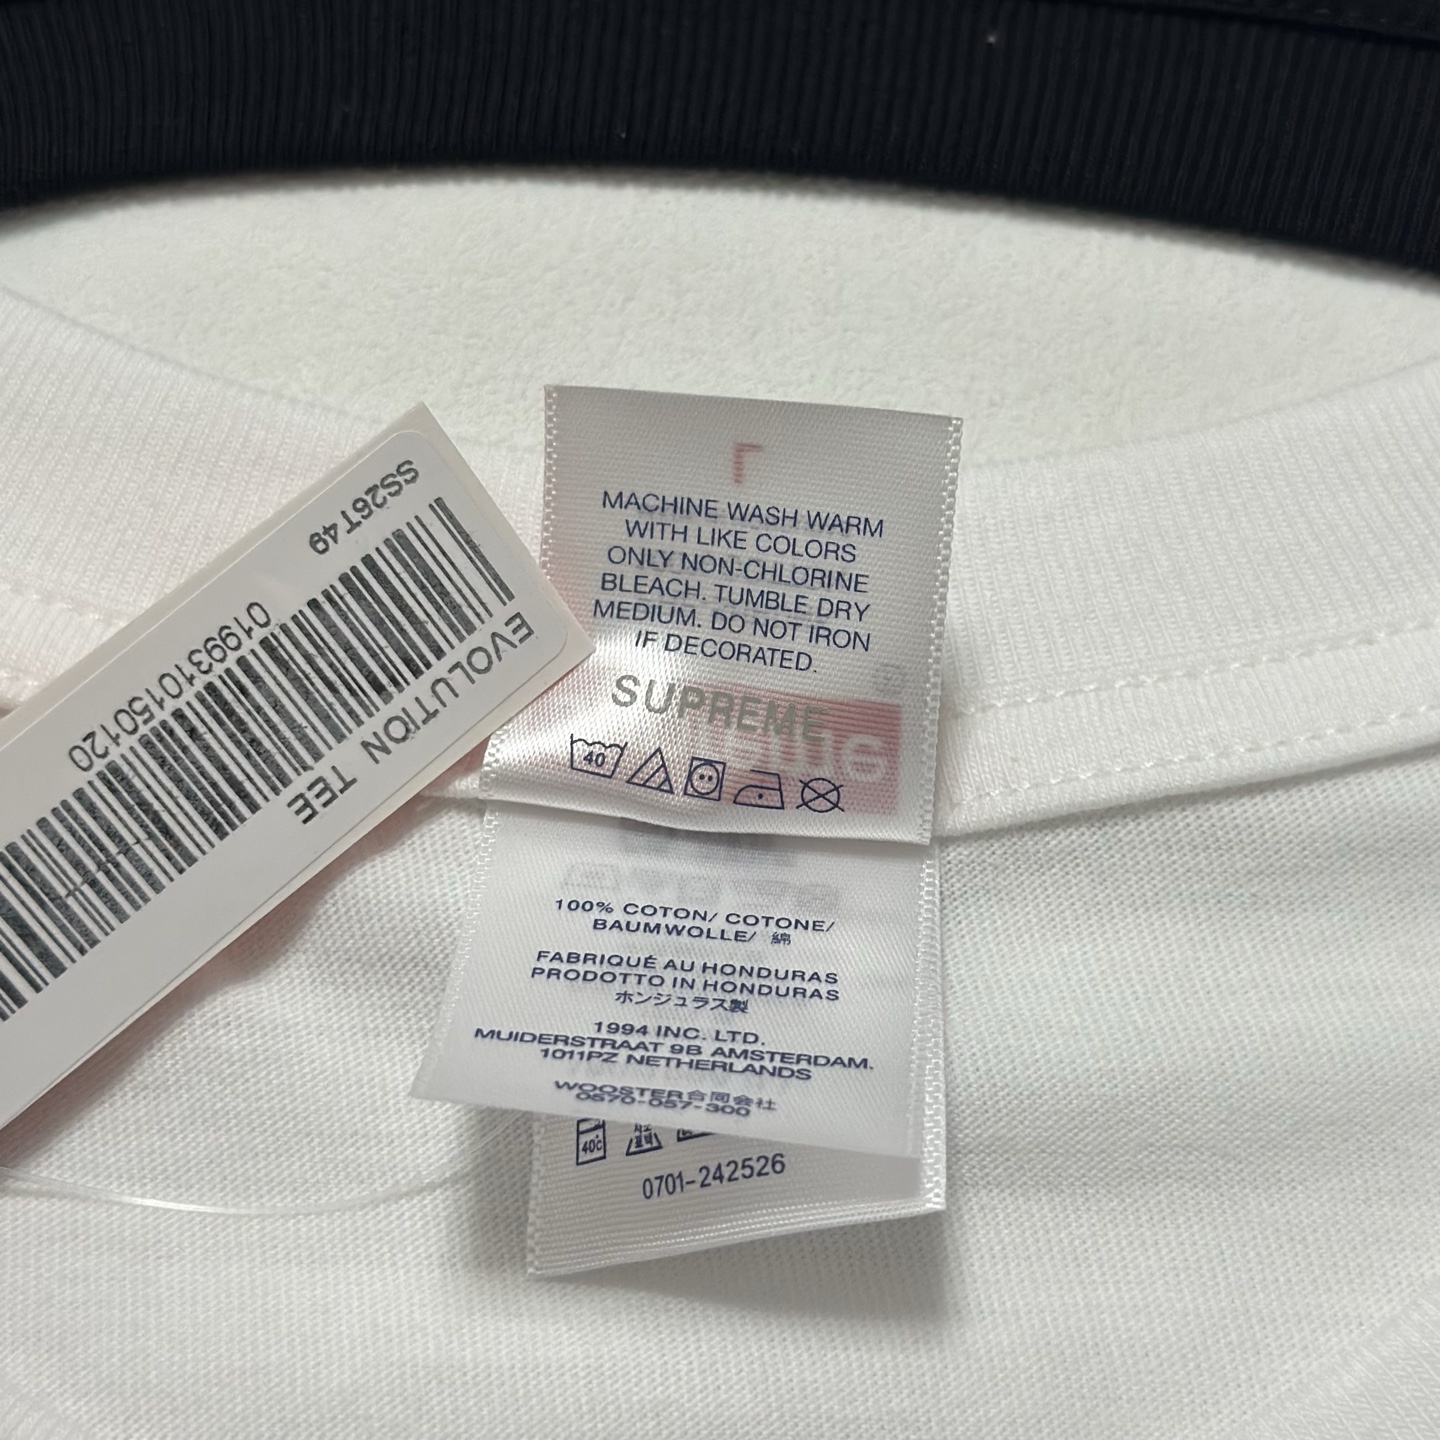 SS26T49
0199310150120
EVOLUTION TEE
L
MACHINE WASH WARM
WITH LIKE COLORS
ONLY NON-CHLORINE
BLEACH. TUMBLE DRY
MEDIUM. DO NOT IRON
IF DECORATED.
SUPREME
40
100% COTON/ COTONE/
BAUMWOLLE/ 綿
FABRIQUÉ AU HONDURAS
PRODOTTO IN HONDURAS
ホンジュラス製
1994 INC. LTD.
MUIDERSTRAAT 9B AMSTERDAM.
1011PZ NETHERLANDS
WOOSTER合同会社
0570-057-300
40℃
0701-242526